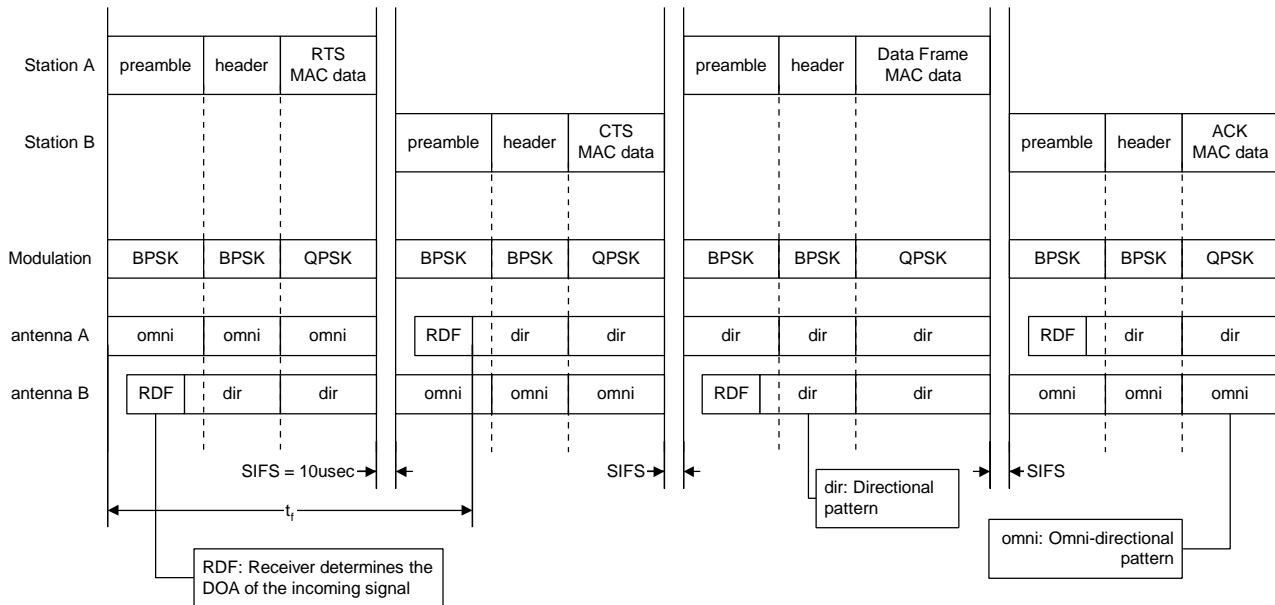 Station A
preamble
header
RTS
MAC data
preamble
header
Data Frame
MAC data
Station B
preamble
header
CTS
MAC data
preamble
header
ACK
MAC data
Modulation
BPSK
BPSK
QPSK
BPSK
BPSK
QPSK
BPSK
BPSK
QPSK
BPSK
BPSK
QPSK
antenna A
omni
omni
omni
RDF
dir
dir
dir
dir
dir
RDF
dir
dir
antenna B
RDF
dir
dir
omni
omni
omni
RDF
dir
dir
omni
omni
omni
SIFS = 10usec
SIFS
SIFS
tf
dir: Directional
pattern
omni: Omni-directional
pattern
RDF: Receiver determines the
DOA of the incoming signal